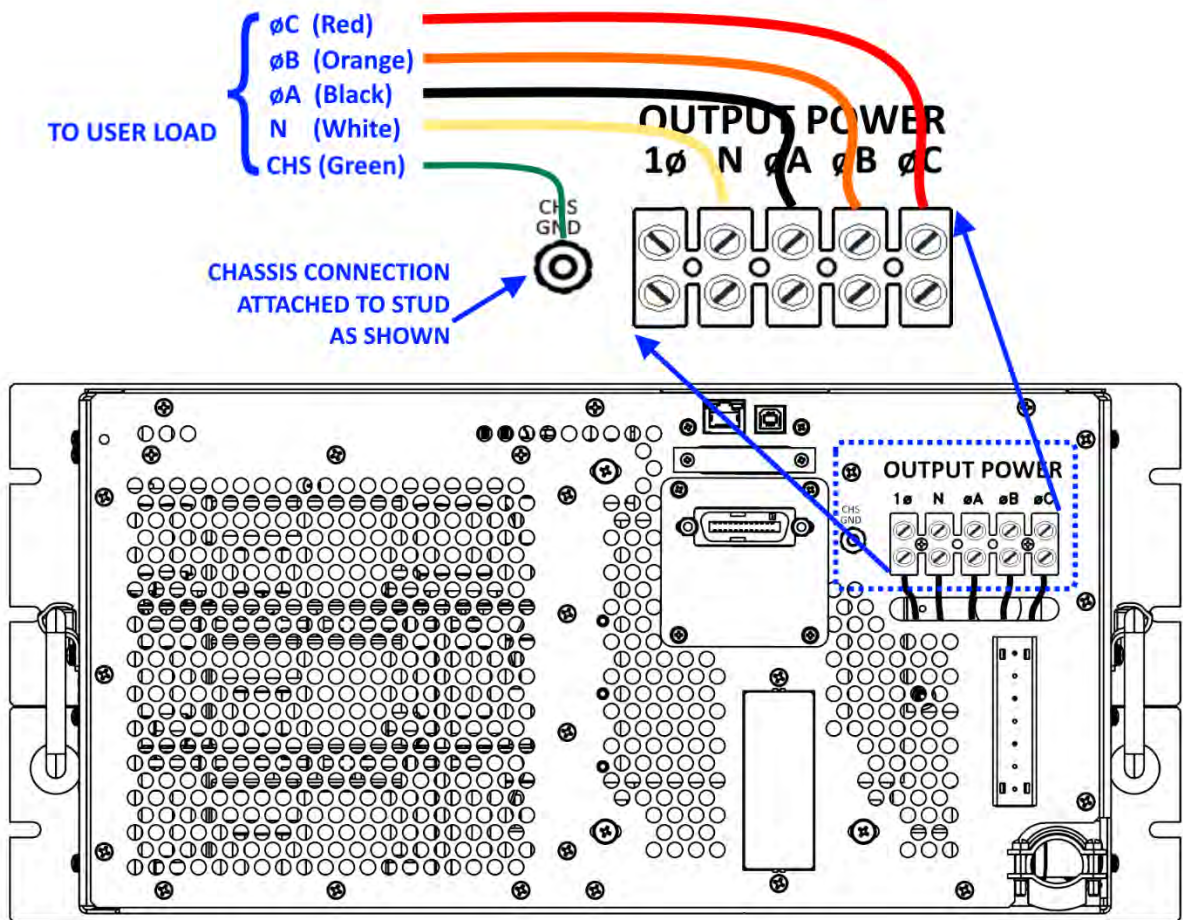 øC (Red)
øB (Orange)
øA (Black)
N (White)
CHS (Green)
TO USER LOAD
OUTPUT POWER
1ø N øA øB øC
CHS
GND
CHASSIS CONNECTION
ATTACHED TO STUD
AS SHOWN
OUTPUT POWER
1ø N øA øB øC
CHS
GND